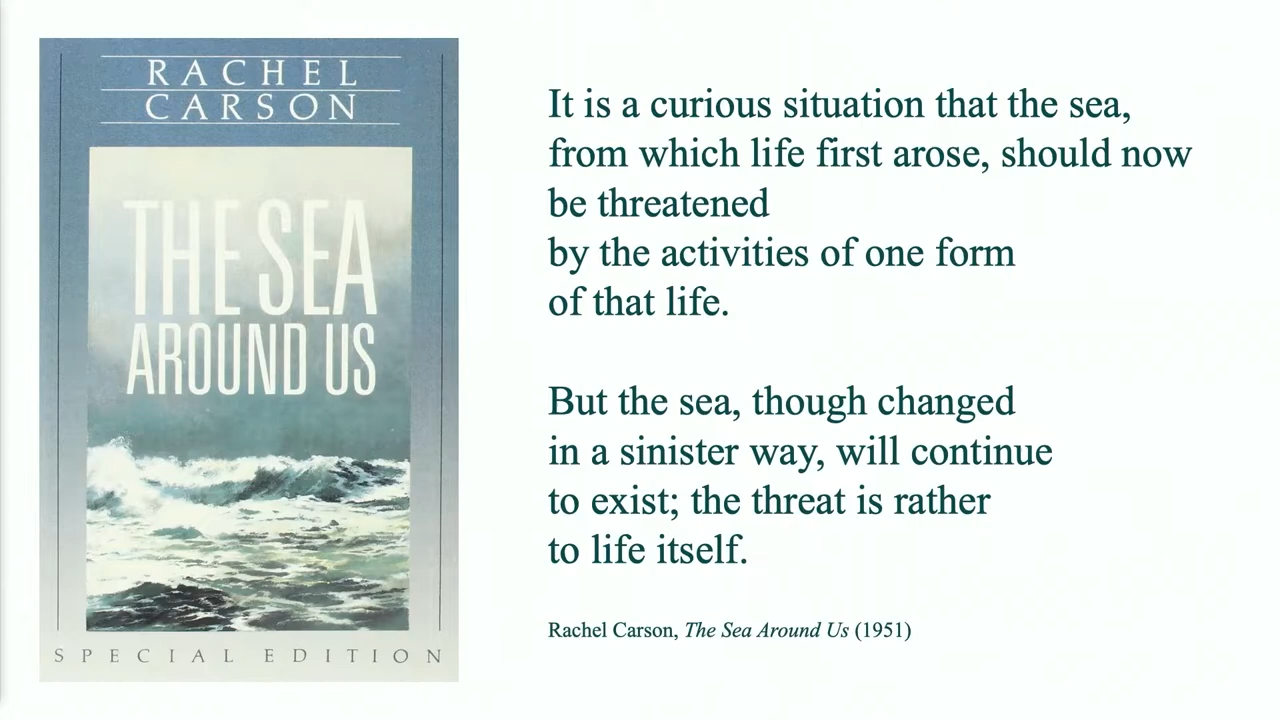 RACHEL
CARSON
THE SEA
AROUND US
SPECIAL EDITION
It is a curious situation that the sea,
from which life first arose, should now
be threatened
by the activities of one form
of that life.
But the sea, though changed
in a sinister way, will continue
to exist; the threat is rather
to life itself.
Rachel Carson, The Sea Around Us (1951)